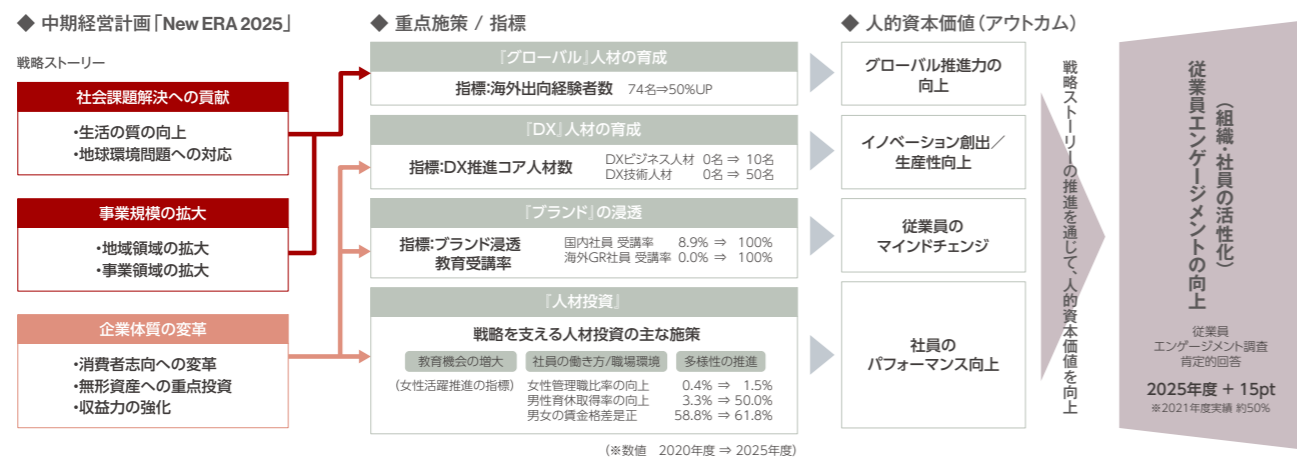 ◆ 中期経営計画「New ERA 2025」
戦略ストーリー
社会課題解決への貢献
・生活の質の向上
・地球環境問題への対応
事業規模の拡大
・地域領域の拡大
・事業領域の拡大
企業体質の変革
・消費者志向への変革
・無形資産への重点投資
・収益力の強化
◆ 重点施策 / 指標
『グローバル』人材の育成
指標:海外出向経験者数 74名⇒50%UP
『DX』人材の育成
指標:DX推進コア人材数
DXビジネス人材 0名 ⇒ 10名
DX技術人材 0名 ⇒ 50名
『ブランド』の浸透
指標:ブランド浸透
教育受講率
国内社員 受講率 8.9% ⇒ 100%
海外GR社員 受講率 0.0% ⇒ 100%
『人材投資』
戦略を支える人材投資の主な施策
教育機会の増大 社員の働き方/職場環境 多様性の推進
(女性活躍推進の指標) 女性管理職比率の向上 0.4% ⇒ 1.5%
男性育休取得率の向上 3.3% ⇒ 50.0%
男女の賃金格差是正 58.8% ⇒ 61.8%
(※数値 2020年度 ⇒ 2025年度)
◆ 人的資本価値(アウトカム)
グローバル推進力の
向上
イノベーション創出/
生産性向上
従業員の
マインドチェンジ
社員の
パフォーマンス向上
戦略ストーリーの推進を通じて、人的資本価値を向上
(組織・社員の活性化)
従業員エンゲージメントの向上
従業員
エンゲージメント調査
肯定的回答
2025年度 + 15pt
※2021年度実績 約50%